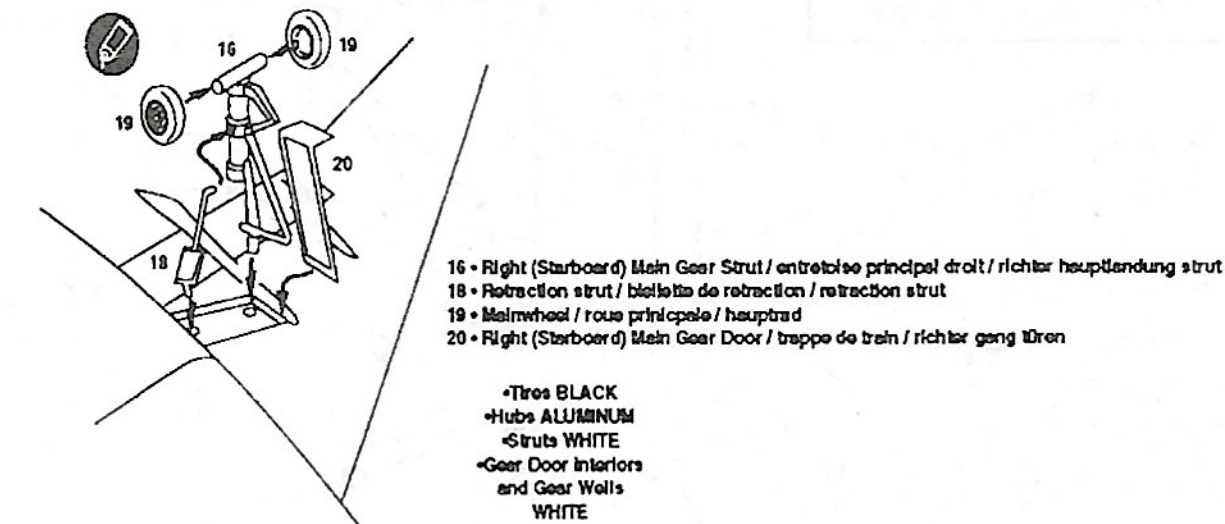 16
19
19
20
18
16 • Right (Starboard) Main Gear Strut / entretoise principal droit / richter hauptlandung strut
18 • Retraction strut / biellette de retraction / retraction strut
19 • Mainwheel / roue prinicpale / hauptrad
20 • Right (Starboard) Main Gear Door / trappe de train / richter gang türen
•Tires BLACK
•Hubs ALUMINUM
•Struts WHITE
•Gear Door Interiors
and Gear Wells
WHITE